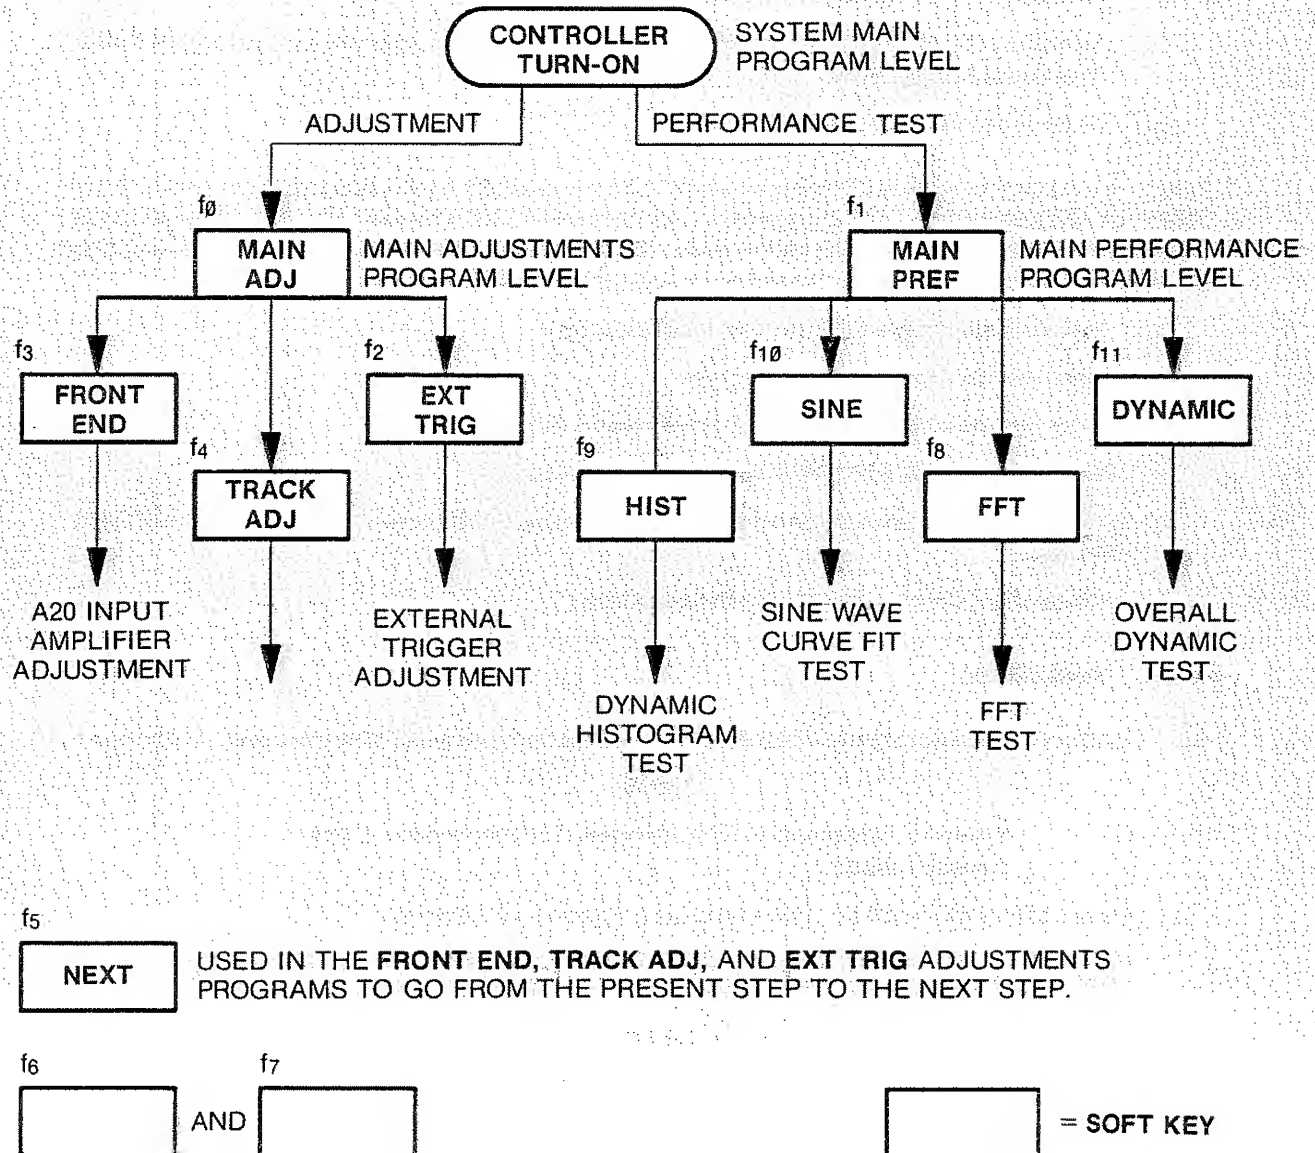 CONTROLLER
TURN-ON
SYSTEM MAIN
PROGRAM LEVEL
ADJUSTMENT
PERFORMANCE TEST
fø
MAIN
ADJ
MAIN ADJUSTMENTS
PROGRAM LEVEL
f1
MAIN
PREF
MAIN PERFORMANCE
PROGRAM LEVEL
f3
FRONT
END
f2
EXT
TRIG
f4
TRACK
ADJ
f10
SINE
f11
DYNAMIC
f9
HIST
f8
FFT
A20 INPUT
AMPLIFIER
ADJUSTMENT
EXTERNAL
TRIGGER
ADJUSTMENT
SINE WAVE
CURVE FIT
TEST
OVERALL
DYNAMIC
TEST
DYNAMIC
HISTOGRAM
TEST
FFT
TEST
f5
NEXT
USED IN THE FRONT END, TRACK ADJ, AND EXT TRIG ADJUSTMENTS
PROGRAMS TO GO FROM THE PRESENT STEP TO THE NEXT STEP.
f6
AND
f7
= SOFT KEY